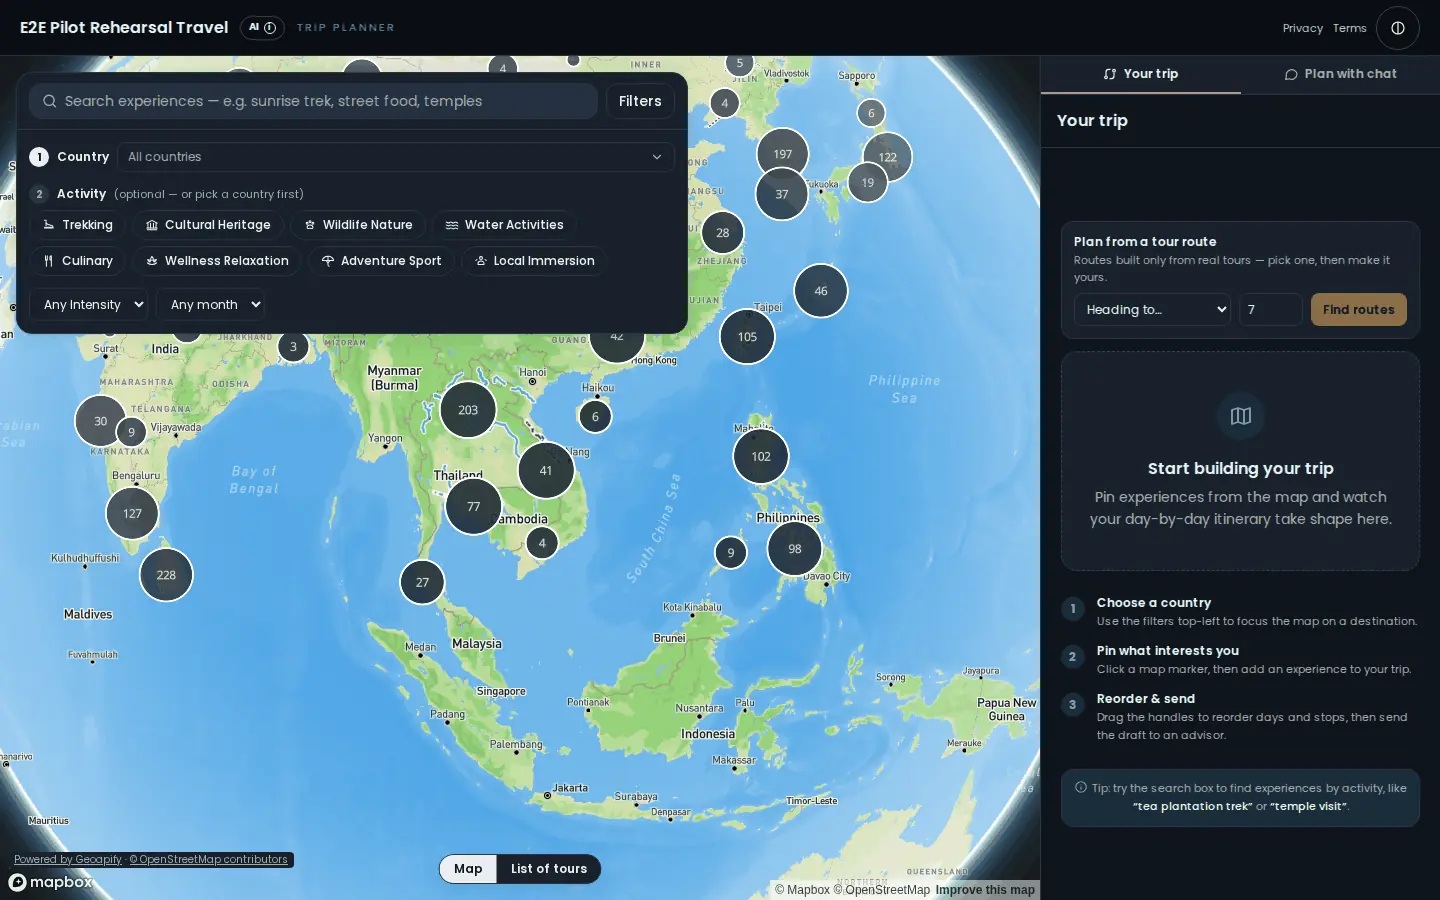 E2E Pilot Rehearsal Travel
AI
TRIP PLANNER
Privacy
Terms
Search experiences — e.g. sunrise trek, street food, temples
Filters
1 Country
All countries
2 Activity (optional — or pick a country first)
Trekking
Cultural Heritage
Wildlife Nature
Water Activities
Culinary
Wellness Relaxation
Adventure Sport
Local Immersion
Any Intensity
Any month
Your trip
Plan with chat
Your trip
Plan from a tour route
Routes built only from real tours — pick one, then make it
yours.
Heading to...
7
Find routes
Start building your trip
Pin experiences from the map and watch
your day-by-day itinerary take shape here.
1 Choose a country
Use the filters top-left to focus the map on a destination.
2 Pin what interests you
Click a map marker, then add an experience to your trip.
3 Reorder & send
Drag the handles to reorder days and stops, then send
the draft to an advisor.
Tip: try the search box to find experiences by activity, like
“tea plantation trek” or “temple visit”.
INNER
4
5
JILIN
Vladivostok
Sapporo
4
6
197
122
37
19
28
ZHEJIANG
46
Taipei
105
42
Hong Kong
3
MIZORAM
Surat
India
JHARKHAND
MAHARASHTRA
ODISHA
Myanmar
(Burma)
Hanoi
Haikou
6
203
TELANGANA
30
9
Vijayawada
KARNATAKA
Yangon
Bengaluru
Bay of
Bengal
Thailand
41
77
4
127
228
27
Kulhudhuffushi
Maldives
Fuvahmulah
Philippine
Sea
South China Sea
102
Philippines
9
98
Davao City
Kota Kinabalu
Brunei
Medan
Malaysia
Singapore
Padang
Palembang
Pontianak
Nusantara
Palu
Indonesia
Makassar
Sorong
Jayapura
Papua New
Guinea
Merauke
Jakarta
Surabaya
Denpasar
Timor-Leste
Mauritius
QUEENSLAND
NORTHERN
Powered by Geoapify · © OpenStreetMap contributors
mapbox
Map
List of tours
© Mapbox © OpenStreetMap Improve this map